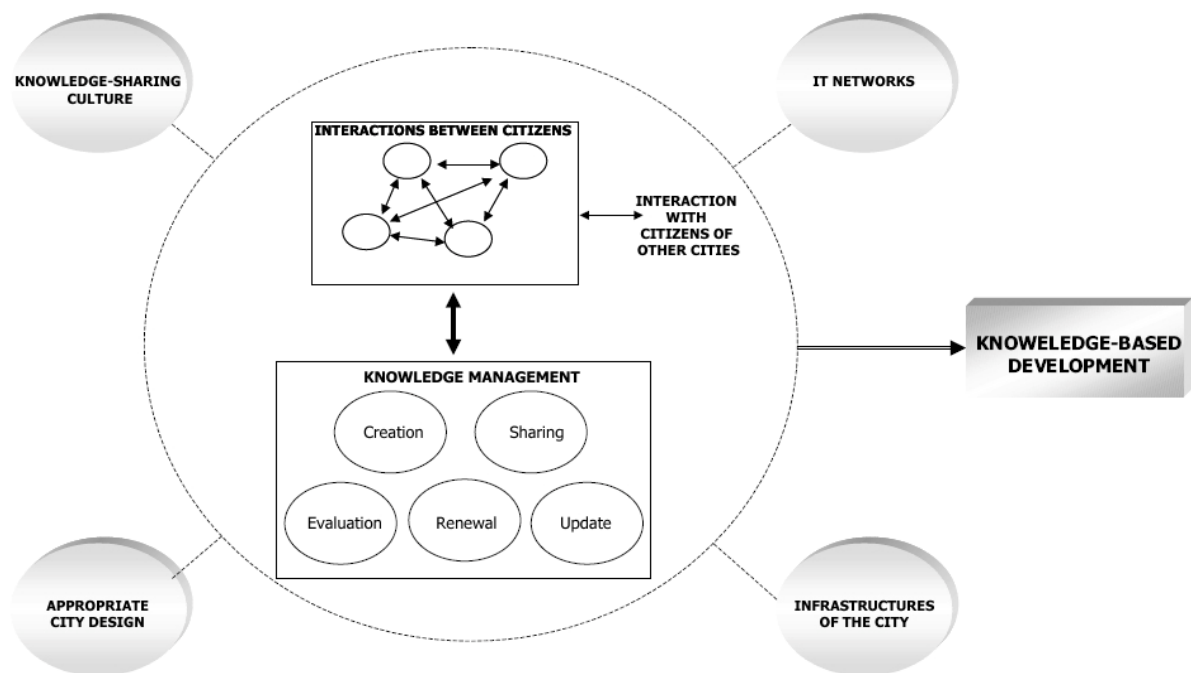 KNOWLEDGE-SHARING
CULTURE
IT NETWORKS
INTERACTIONS BETWEEN CITIZENS
INTERACTION
WITH
CITIZENS OF
OTHER CITIES
KNOWELEDGE-BASED
DEVELOPMENT
KNOWLEDGE MANAGEMENT
Creation
Sharing
Evaluation
Renewal
Update
APPROPRIATE
CITY DESIGN
INFRASTRUCTURES
OF THE CITY